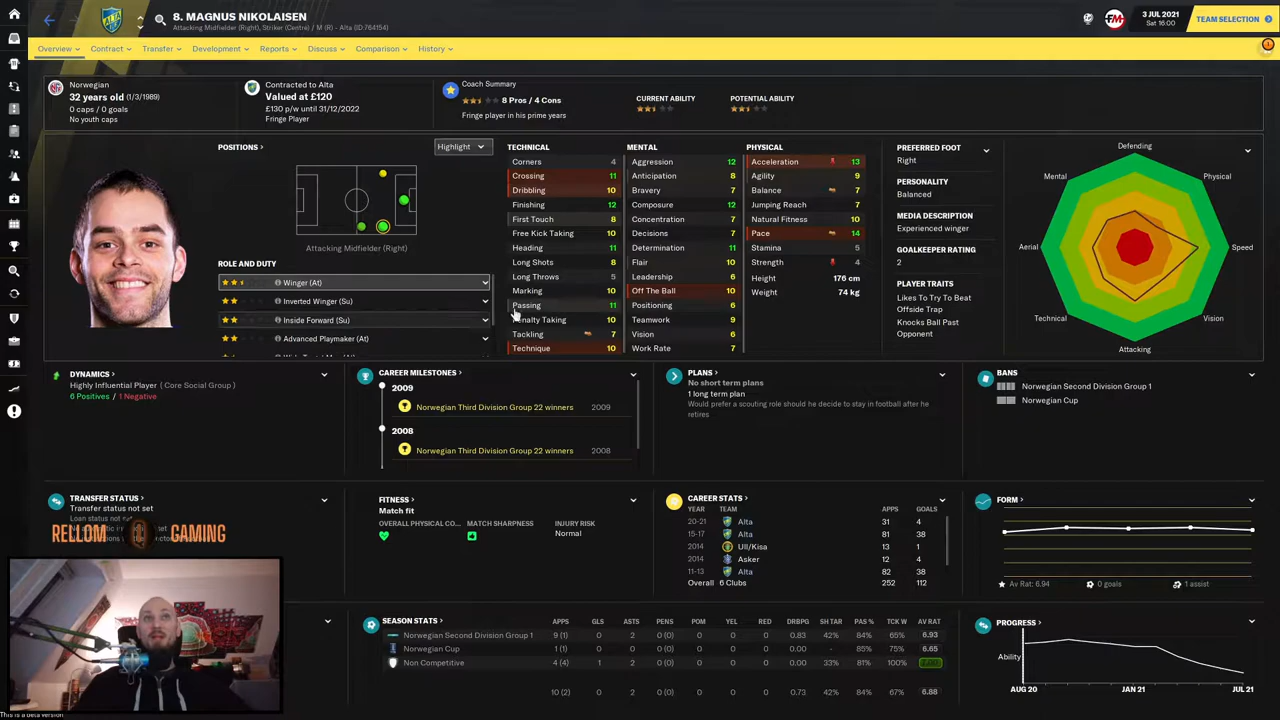 8. MAGNUS NIKOLAISEN
Attacking Midfielder (Right), Striker (Centre) / M (R) - Alta (ID:764154)
3 JUL 2021
Sat 16:00
FM
TEAM SELECTION
Overview
Contract
Transfer
Development
Reports
Discuss
Comparison
History
Norwegian
32 years old (1/3/1989)
0 caps / 0 goals
No youth caps
Contracted to Alta
Valued at £120
£130 p/w until 31/12/2022
Fringe Player
Coach Summary
8 Pros / 4 Cons
Fringe player in his prime years
CURRENT ABILITY
POTENTIAL ABILITY
POSITIONS
Highlight
Attacking Midfielder (Right)
ROLE AND DUTY
Winger (At)
Inverted Winger (Su)
Inside Forward (Su)
Advanced Playmaker (At)
TECHNICAL
Corners 4
Crossing 11
Dribbling 10
Finishing 12
First Touch 8
Free Kick Taking 10
Heading 11
Long Shots 8
Long Throws 5
Marking 10
Passing 11
Penalty Taking 10
Tackling 7
Technique 10
MENTAL
Aggression 12
Anticipation 8
Bravery 7
Composure 12
Concentration 7
Decisions 7
Determination 11
Flair 10
Leadership 6
Off The Ball 10
Positioning 6
Teamwork 9
Vision 6
Work Rate 7
PHYSICAL
Acceleration 13
Agility 9
Balance 7
Jumping Reach 7
Natural Fitness 10
Pace 14
Stamina 5
Strength 4
Height 176 cm
Weight 74 kg
PREFERRED FOOT
Right
PERSONALITY
Balanced
MEDIA DESCRIPTION
Experienced winger
GOALKEEPER RATING
2
PLAYER TRAITS
Likes To Try To Beat
Offside Trap
Knocks Ball Past
Opponent
Defending
Physical
Speed
Vision
Attacking
Technical
Aerial
Mental
DYNAMICS
Highly Influential Player ( Core Social Group )
6 Positives / 1 Negative
CAREER MILESTONES
2009
Norwegian Third Division Group 22 winners 2009
2008
Norwegian Third Division Group 22 winners 2008
PLANS
No short term plans
1 long term plan
Would prefer a scouting role should he decide to stay in football after he
retires
BANS
Norwegian Second Division Group 1
Norwegian Cup
TRANSFER STATUS
Transfer status not set
Loan status not set
RELLOM GAMING
FITNESS
Match fit
OVERALL PHYSICAL CO...
MATCH SHARPNESS
INJURY RISK
Normal
CAREER STATS
YEAR TEAM APPS GOALS
20-21 Alta 31 4
15-17 Alta 81 38
2014 Ull/Kisa 13 1
2014 Asker 12 4
11-13 Alta 82 38
Overall 6 Clubs 252 112
FORM
Av Rat: 6.94
0 goals
1 assist
SEASON STATS
APPS GLS ASTS PENS POM YEL RED DRBPG SH TAR PAS % TCK W AV RAT
Norwegian Second Division Group 1 9 (1) 0 2 0 (0) 0 0 0 0.83 42% 84% 65% 6.93
Norwegian Cup 1 (1) 0 0 0 (0) 0 0 0 0.00 - 85% 75% 6.65
Non Competitive 4 (4) 1 2 0 (0) 0 0 0 0.00 33% 81% 100%
10 (2) 0 2 0 (0) 0 0 0 0.73 42% 84% 67% 6.88
PROGRESS
Ability
AUG 20
JAN 21
JUL 21
This is a beta version